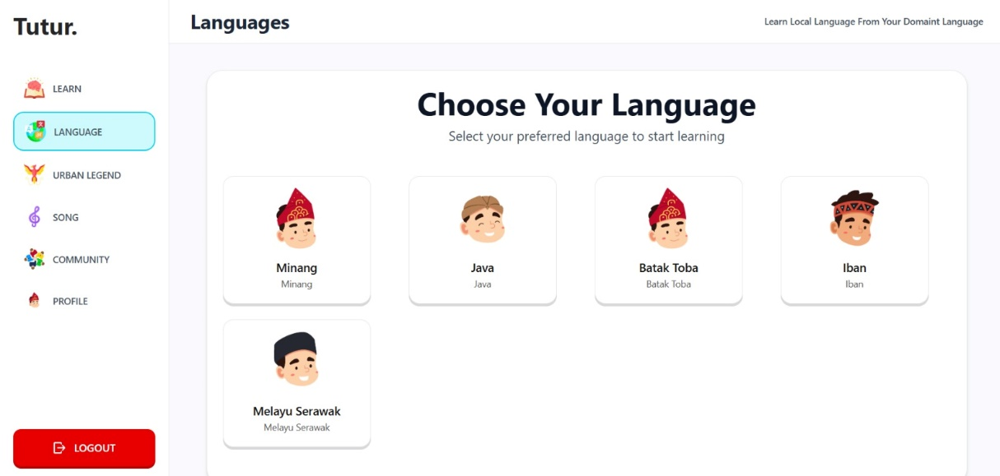 Tutur.
LEARN
LANGUAGE
URBAN LEGEND
SONG
COMMUNITY
PROFILE
LOGOUT
Languages
Learn Local Language From Your Domaint Language
Choose Your Language
Select your preferred language to start learning
Minang
Minang
Java
Java
Batak Toba
Batak Toba
Iban
Iban
Melayu Serawak
Melayu Serawak